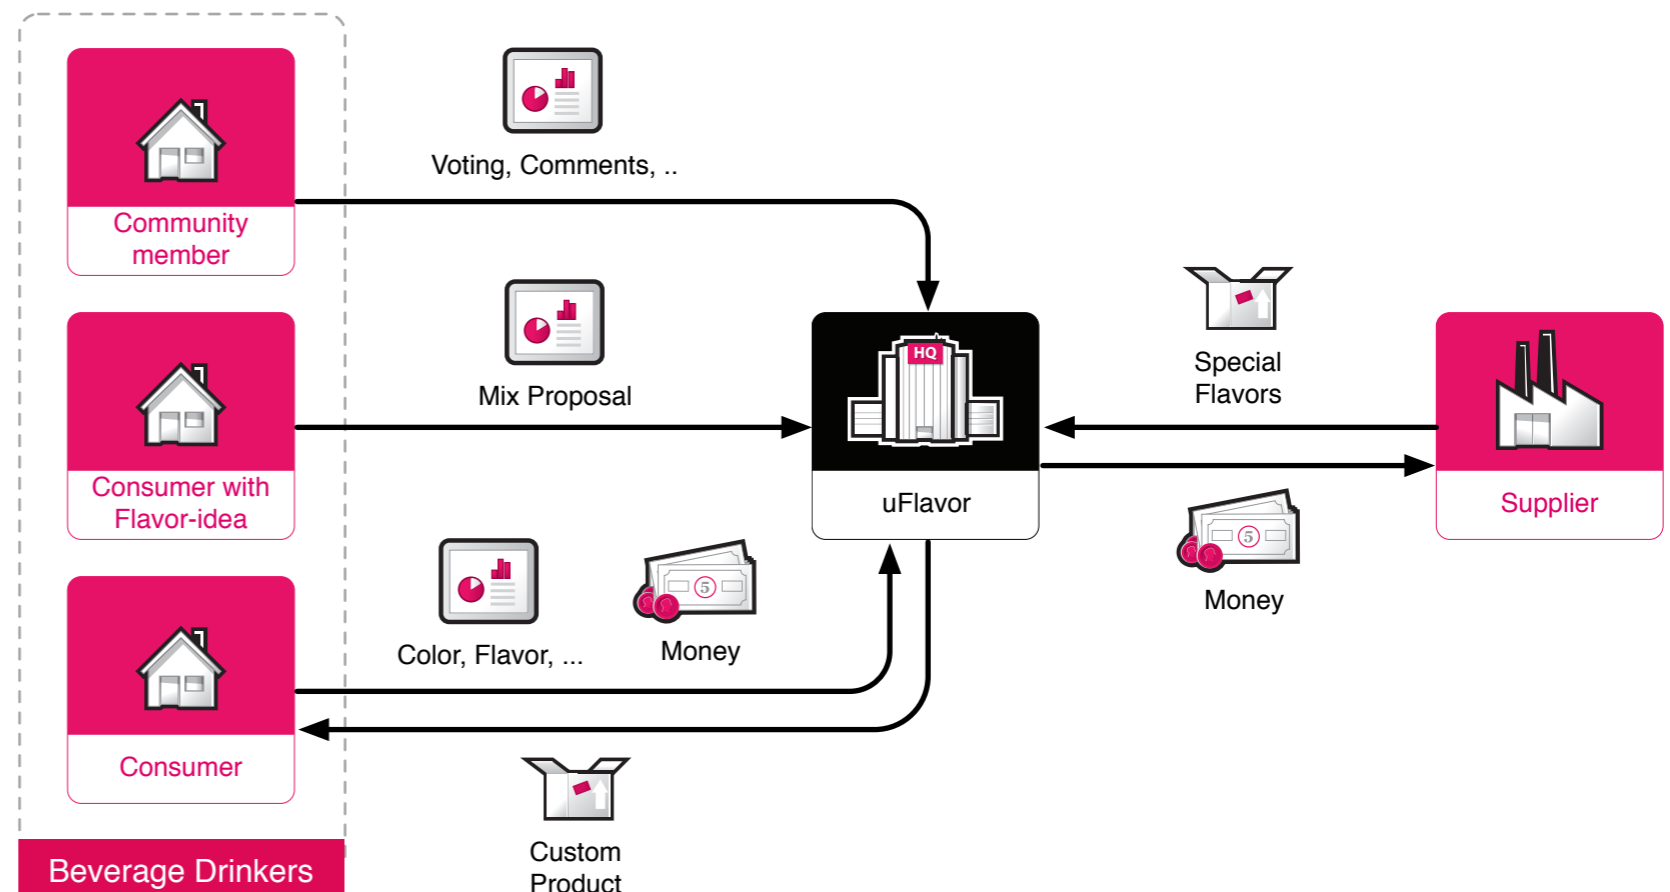 Voting, Comments, ..
Community
member
HQ
Special
Flavors
Mix Proposal
Consumer with
Flavor-idea
uFlavor
Supplier
5
5
Money
Color, Flavor, ...
Money
Consumer
Custom
Product
Beverage Drinkers